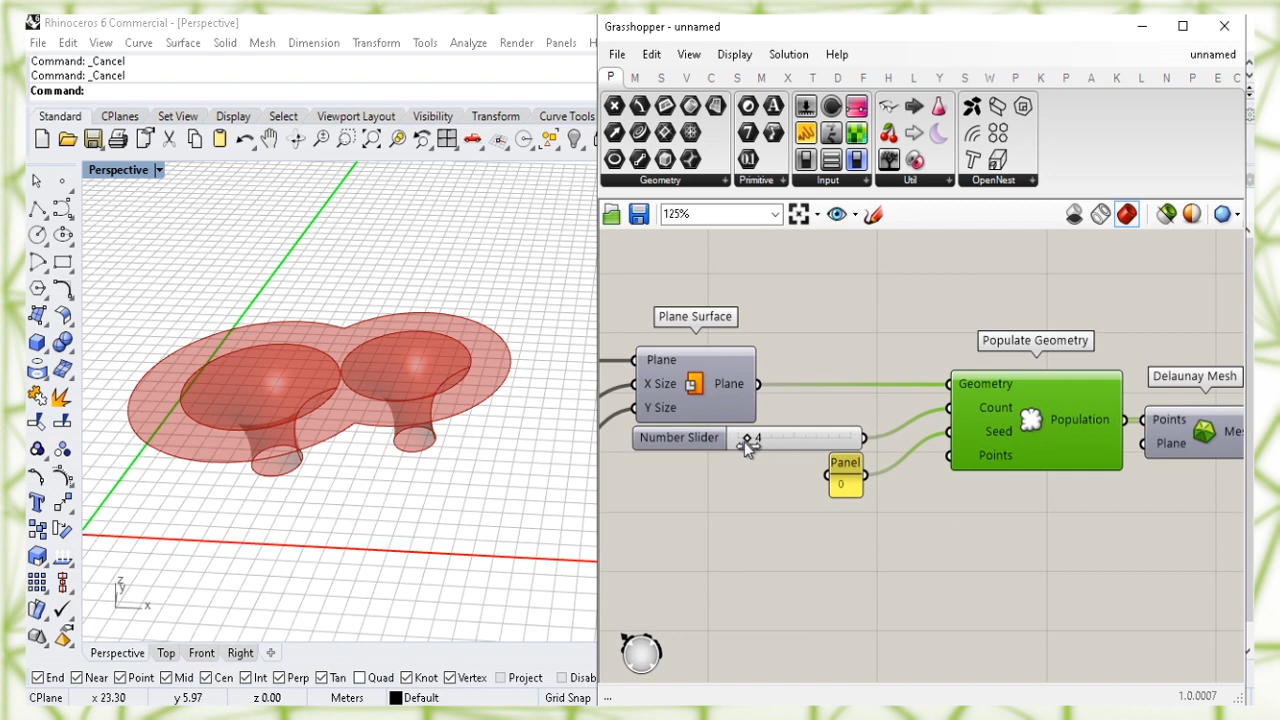 Rhinoceros 6 Commercial - [Perspective]
File Edit View Curve Surface Solid Mesh Dimension Transform Tools Analyze Render Panels H
Command: _Cancel
Command: _Cancel
Command:
Standard CPlanes Set View Display Select Viewport Layout Visibility Transform Curve Tools
Perspective
z
y
x
Perspective Top Front Right
End Near Point Mid Cen Int Perp Tan Quad Knot Vertex Project Disab
CPlane x 23.30 y 5.97 z 0.00 Meters Default Grid Snap
Grasshopper - unnamed
File Edit View Display Solution Help unnamed
P M S V C S M X T D F H L Y S W P K P A K L N P E C
Geometry Primitive Input Util OpenNest
125%
Plane Surface
Plane
X Size Plane
Y Size
Number Slider 4
Panel
0
Populate Geometry
Geometry
Count
Seed Population
Points
Delaunay Mesh
Points
Plane Mes
... 1.0.0007